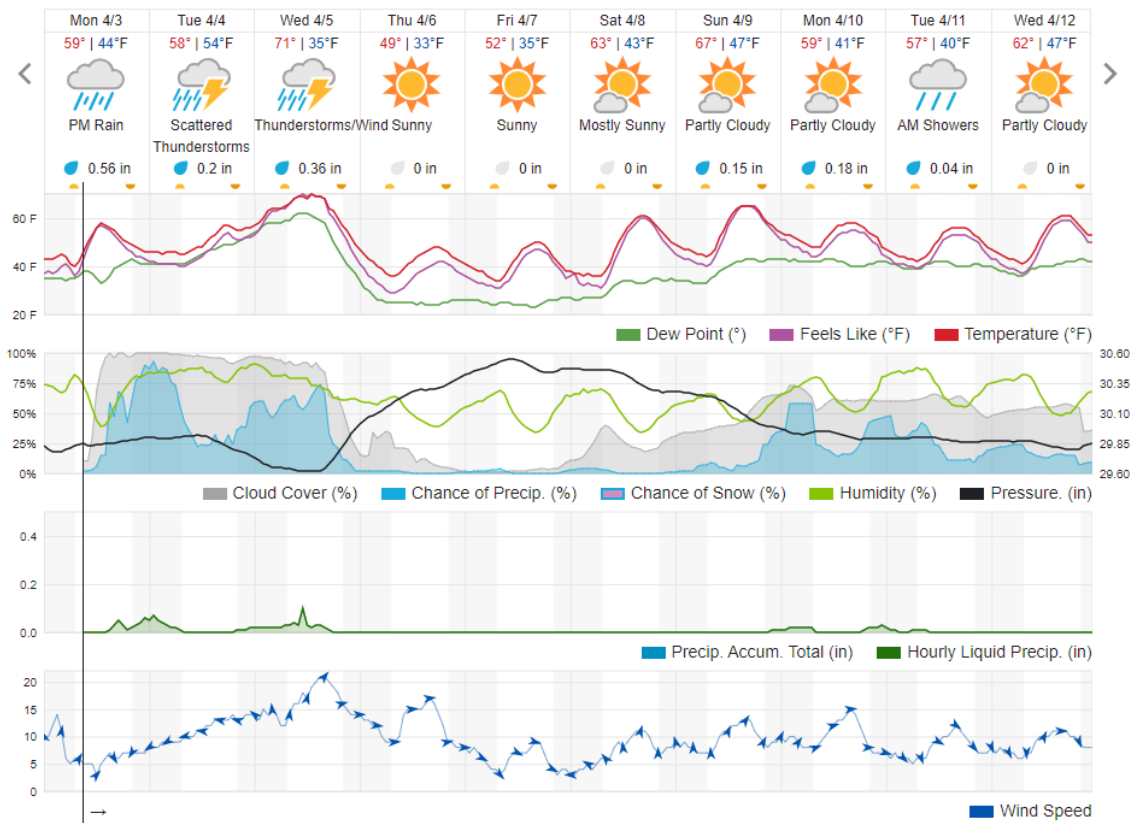 Mon 4/3 Tue 4/4 Wed 4/5 Thu 4/6 Fri 4/7 Sat 4/8 Sun 4/9 Mon 4/10 Tue 4/11 Wed 4/12
59° | 44°F 58° | 54°F 71° | 35°F 49° | 33°F 52° | 35°F 63° | 43°F 67° | 47°F 59° | 41°F 57° | 40°F 62° | 47°F
PM Rain Scattered Thunderstorms/Wind Sunny Sunny Mostly Sunny Partly Cloudy Partly Cloudy AM Showers Partly Cloudy
Thunderstorms
0.56 in 0.2 in 0.36 in 0 in 0 in 0 in 0.15 in 0.18 in 0.04 in 0 in
60 F
40 F
20 F
Dew Point (°) Feels Like (°F) Temperature (°F)
100% 30.60
75% 30.35
50% 30.10
25% 29.85
0% 29.60
Cloud Cover (%) Chance of Precip. (%) Chance of Snow (%) Humidity (%) Pressure. (in)
0.4
0.2
0.0
Precip. Accum. Total (in) Hourly Liquid Precip. (in)
20
15
10
5
0
→
Wind Speed